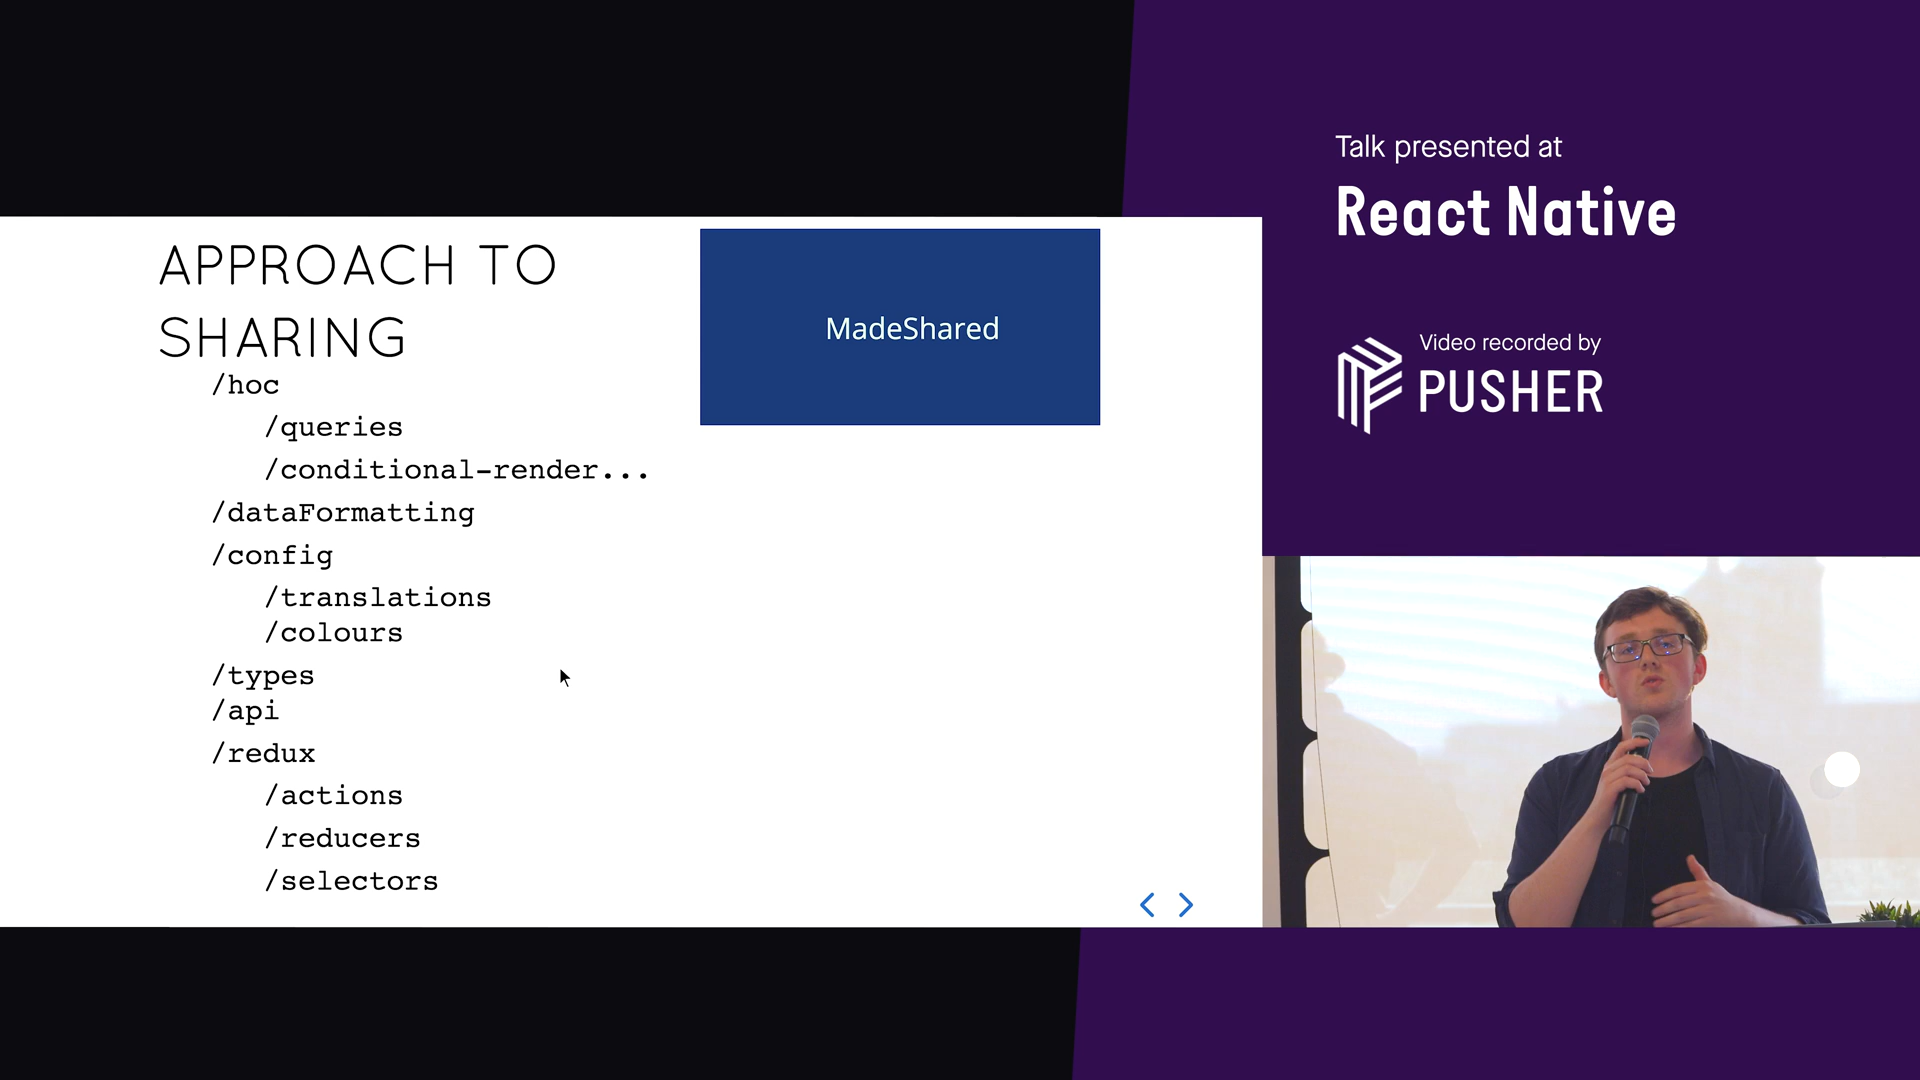 APPROACH TO
SHARING
/hoc
/queries
/conditional-render...
/dataFormatting
/config
/translations
/colours
/types
/api
/redux
/actions
/reducers
/selectors
MadeShared
Talk presented at
React Native
Video recorded by
PUSHER